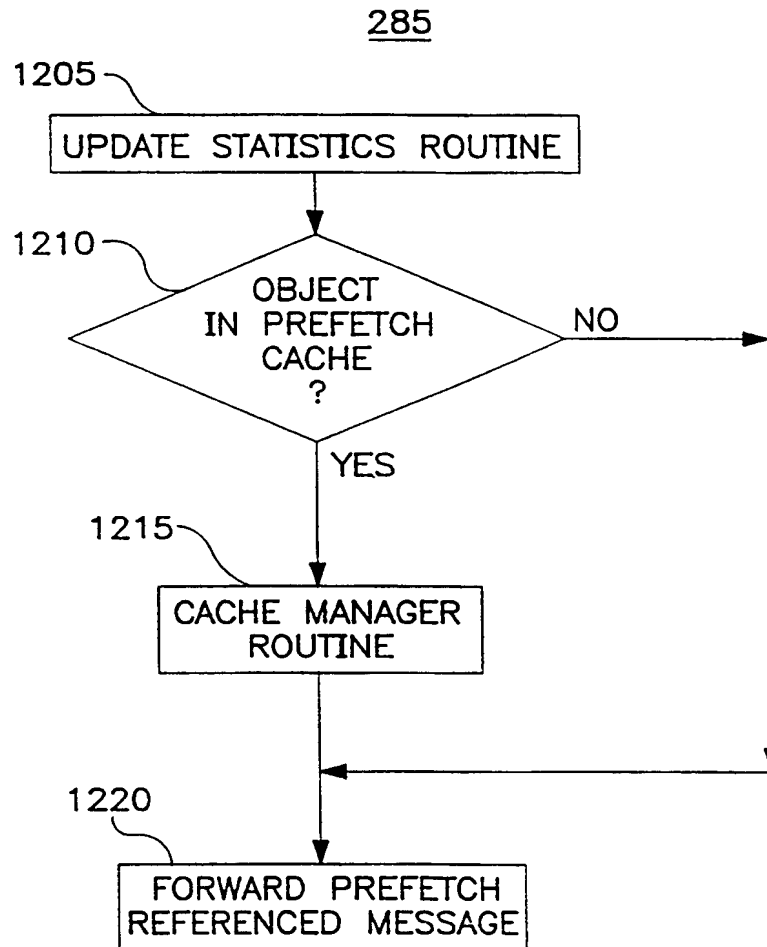 285
1205
UPDATE STATISTICS ROUTINE
1210
OBJECT
IN PREFETCH
CACHE
?
NO
YES
1215
CACHE MANAGER
ROUTINE
1220
FORWARD PREFETCH
REFERENCED MESSAGE